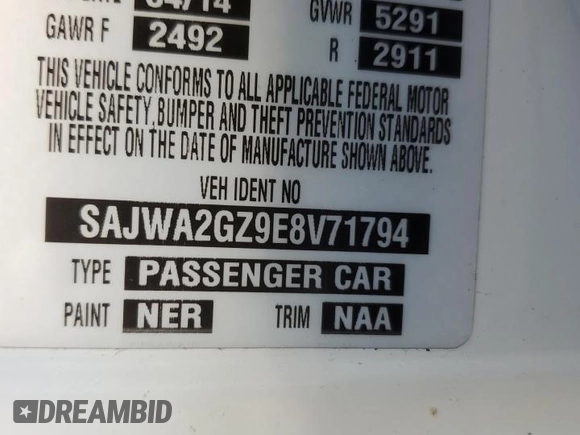 04/14
GVWR 5291
GAWR F 2492
R 2911
THIS VEHICLE CONFORMS TO ALL APPLICABLE FEDERAL MOTOR
VEHICLE SAFETY, BUMPER AND THEFT PREVENTION STANDARDS
IN EFFECT ON THE DATE OF MANUFACTURE SHOWN ABOVE.
VEH IDENT NO
SAJWA2GZ9E8V71794
TYPE PASSENGER CAR
PAINT NER TRIM NAA
DREAMBID